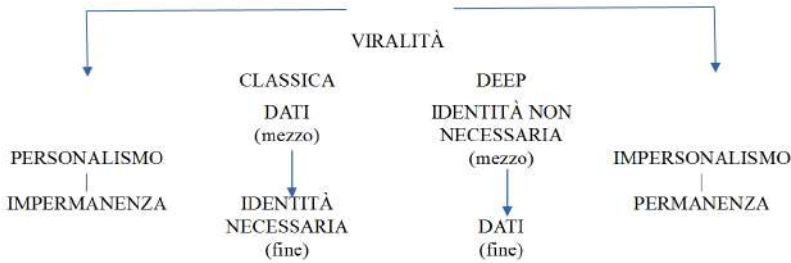 VIRALITÀ
CLASSICA
DEEP
DATI
(mezzo)
IDENTITÀ NON
NECESSARIA
(mezzo)
PERSONALISMO
|
IMPERMANENZA
IDENTITÀ
NECESSARIA
(fine)
DATI
(fine)
IMPERSONALISMO
|
PERMANENZA